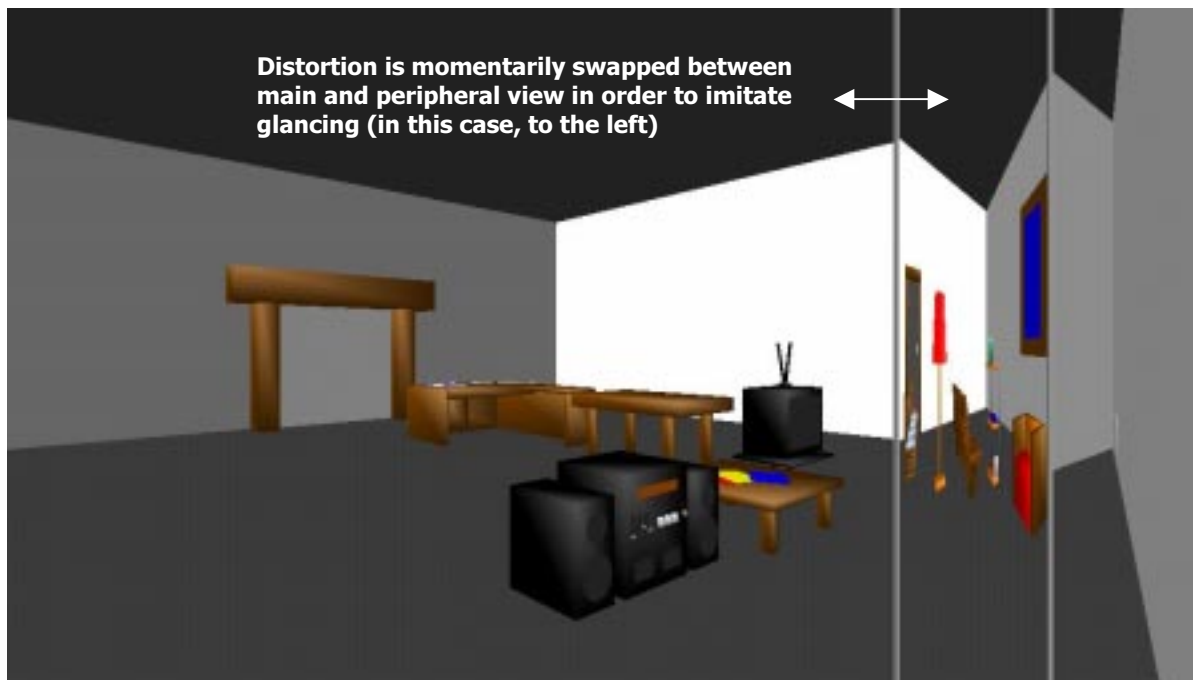 Distortion is momentarily swapped between
main and peripheral view in order to imitate
glancing (in this case, to the left)